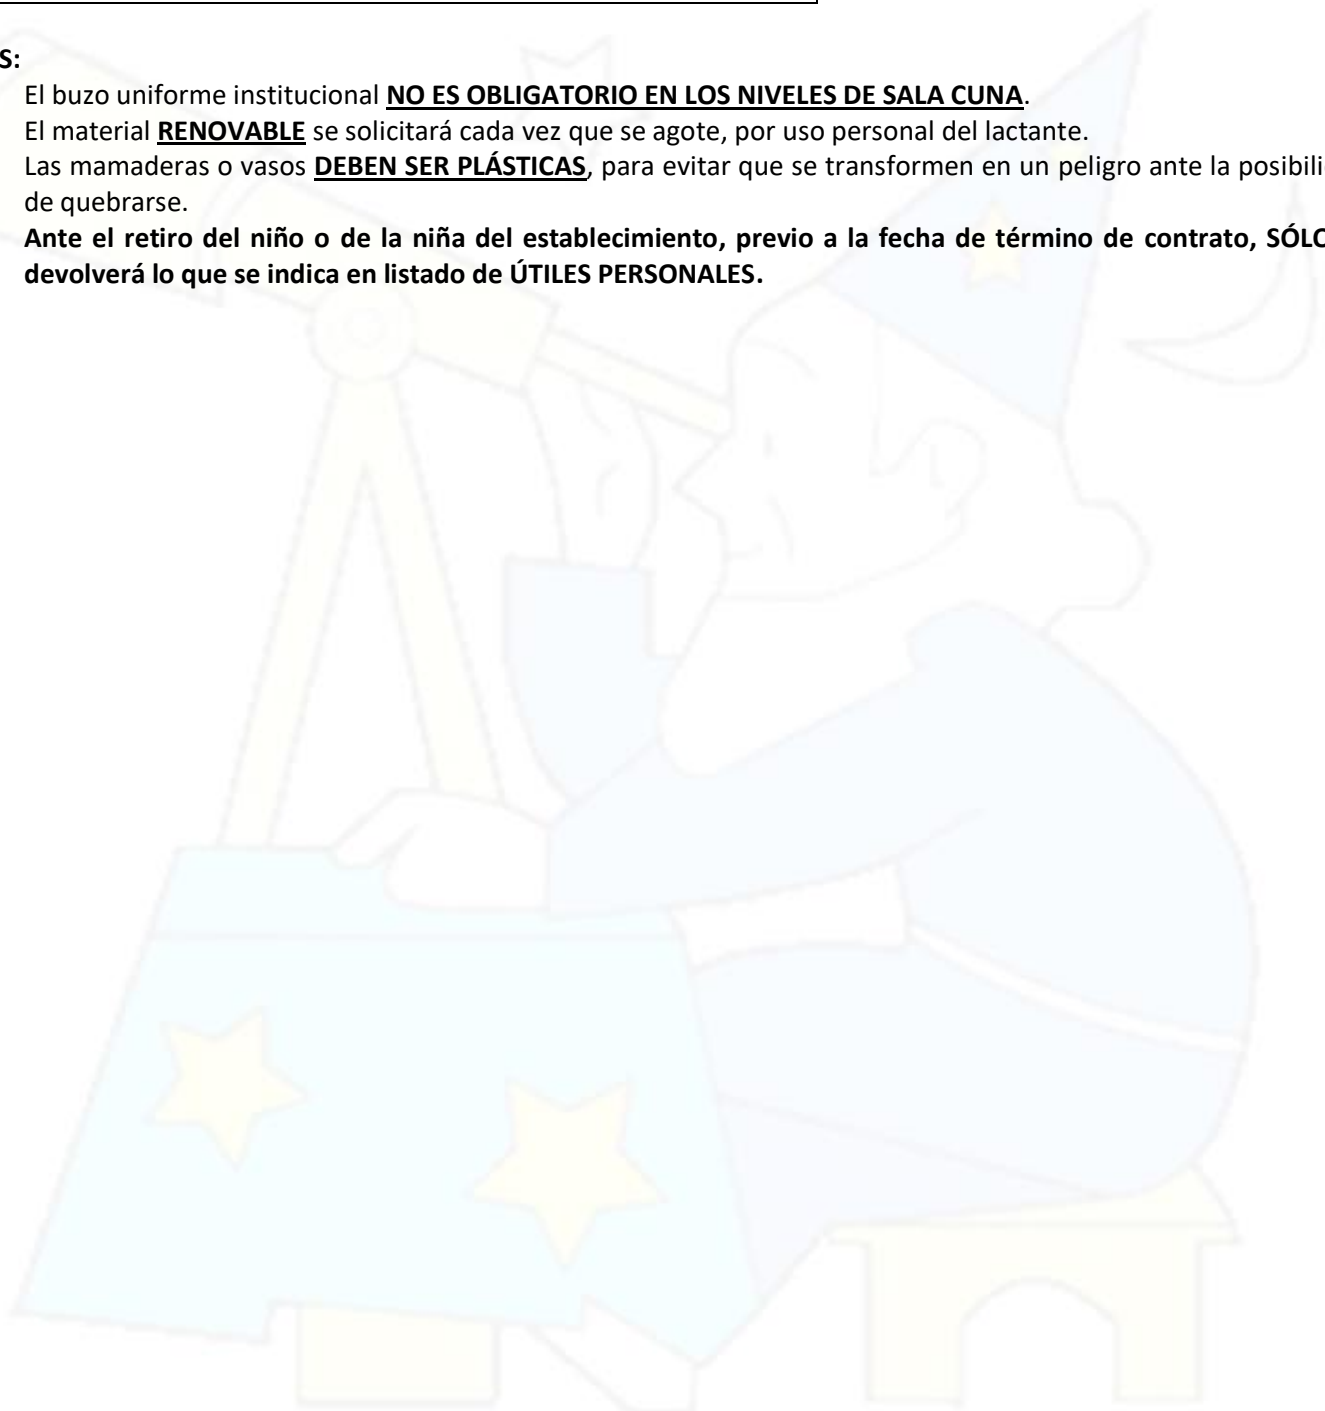 S:
El buzo uniforme institucional NO ES OBLIGATORIO EN LOS NIVELES DE SALA CUNA.
El material RENOVABLE se solicitará cada vez que se agote, por uso personal del lactante.
Las mamaderas o vasos DEBEN SER PLÁSTICAS, para evitar que se transformen en un peligro ante la
de quebrarse.
Ante el retiro del niño o de la niña del establecimiento, previo a la fecha de término de contrato, SÓLO
devolverá lo que se indica en listado de ÚTILES PERSONALES.